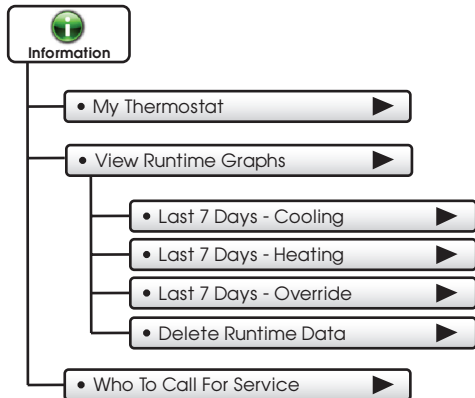 Information
• My Thermostat
• View Runtime Graphs
• Last 7 Days - Cooling
• Last 7 Days - Heating
• Last 7 Days - Override
• Delete Runtime Data
• Who To Call For Service